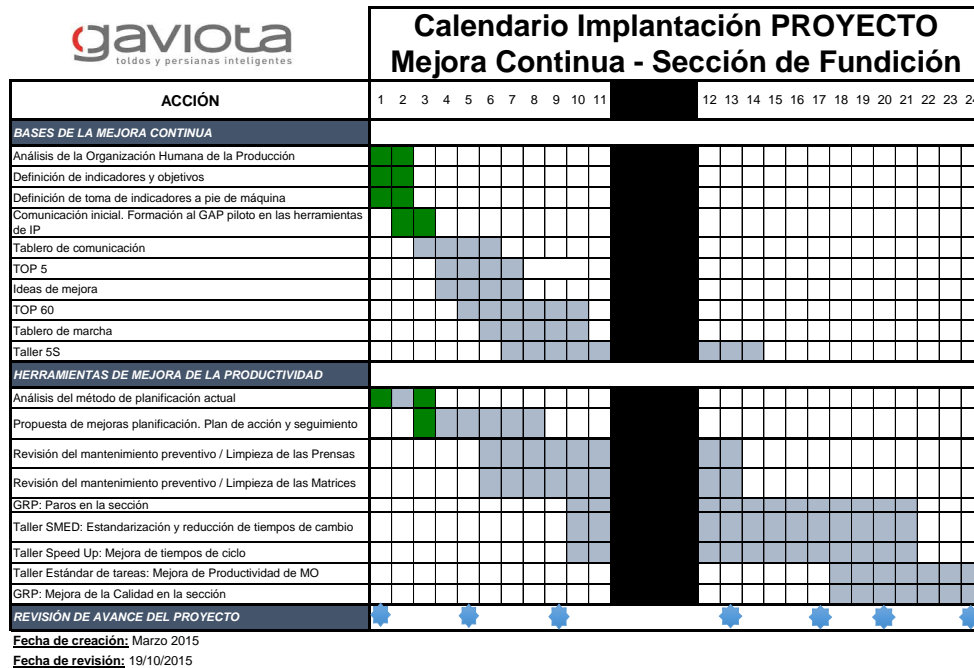 gaviota
toldos y persianas inteligentes
Calendario Implantación PROYECTO
Mejora Continua - Sección de Fundición
ACCIÓN 1 2 3 4 5 6 7 8 9 10 11 12 13 14 15 16 17 18 19 20 21 22 23 24
BASES DE LA MEJORA CONTINUA
Análisis de la Organización Humana de la Producción
Definición de indicadores y objetivos
Definición de toma de indicadores a pie de máquina
Comunicación inicial. Formación al GAP piloto en las herramientas
de IP
Tablero de comunicación
TOP 5
Ideas de mejora
TOP 60
Tablero de marcha
Taller 5S
HERRAMIENTAS DE MEJORA DE LA PRODUCTIVIDAD
Análisis del método de planificación actual
Propuesta de mejoras planificación. Plan de acción y seguimiento
Revisión del mantenimiento preventivo / Limpieza de las Prensas
Revisión del mantenimiento preventivo / Limpieza de las Matrices
GRP: Paros en la sección
Taller SMED: Estandarización y reducción de tiempos de cambio
Taller Speed Up: Mejora de tiempos de ciclo
Taller Estándar de tareas: Mejora de Productividad de MO
GRP: Mejora de la Calidad en la sección
REVISIÓN DE AVANCE DEL PROYECTO
Fecha de creación: Marzo 2015
Fecha de revisión: 19/10/2015